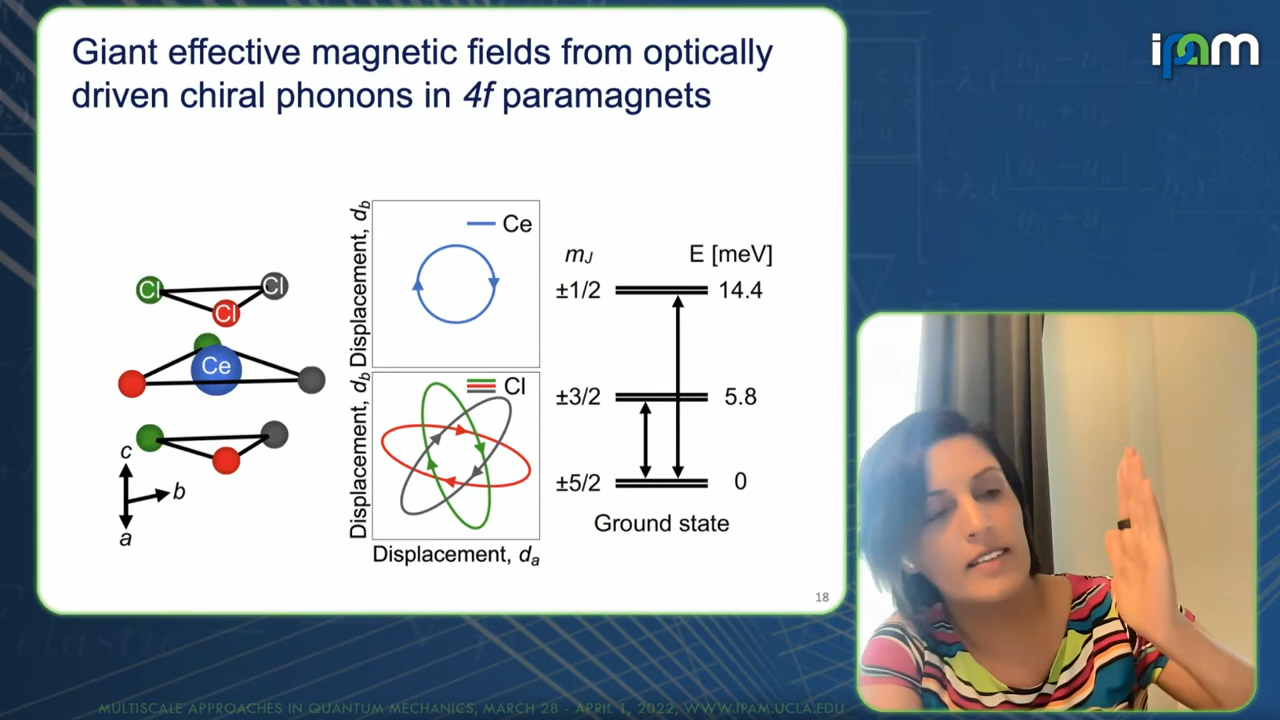 Giant effective magnetic fields from optically
driven chiral phonons in 4f paramagnets
ipam
Cl
Cl
Cl
Ce
c
b
a
Displacement, d_b
Ce
Displacement, d_b
Cl
Displacement, d_a
m_J
E [meV]
±1/2
14.4
±3/2
5.8
±5/2
0
Ground state
18
MULTISCALE APPROACHES IN QUANTUM MECHANICS, MARCH 28 - APRIL 1, 2022, WWW.IPAM.UCLA.EDU